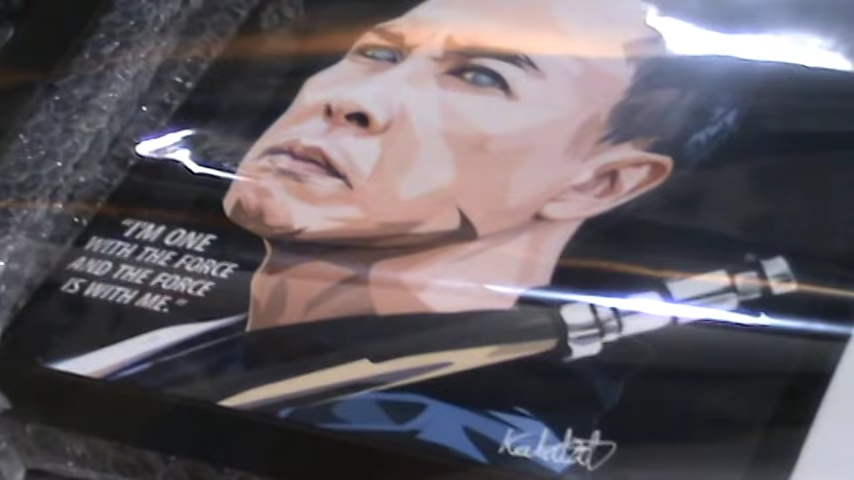 "I'M ONE
WITH THE FORCE
AND THE FORCE
IS WITH ME."